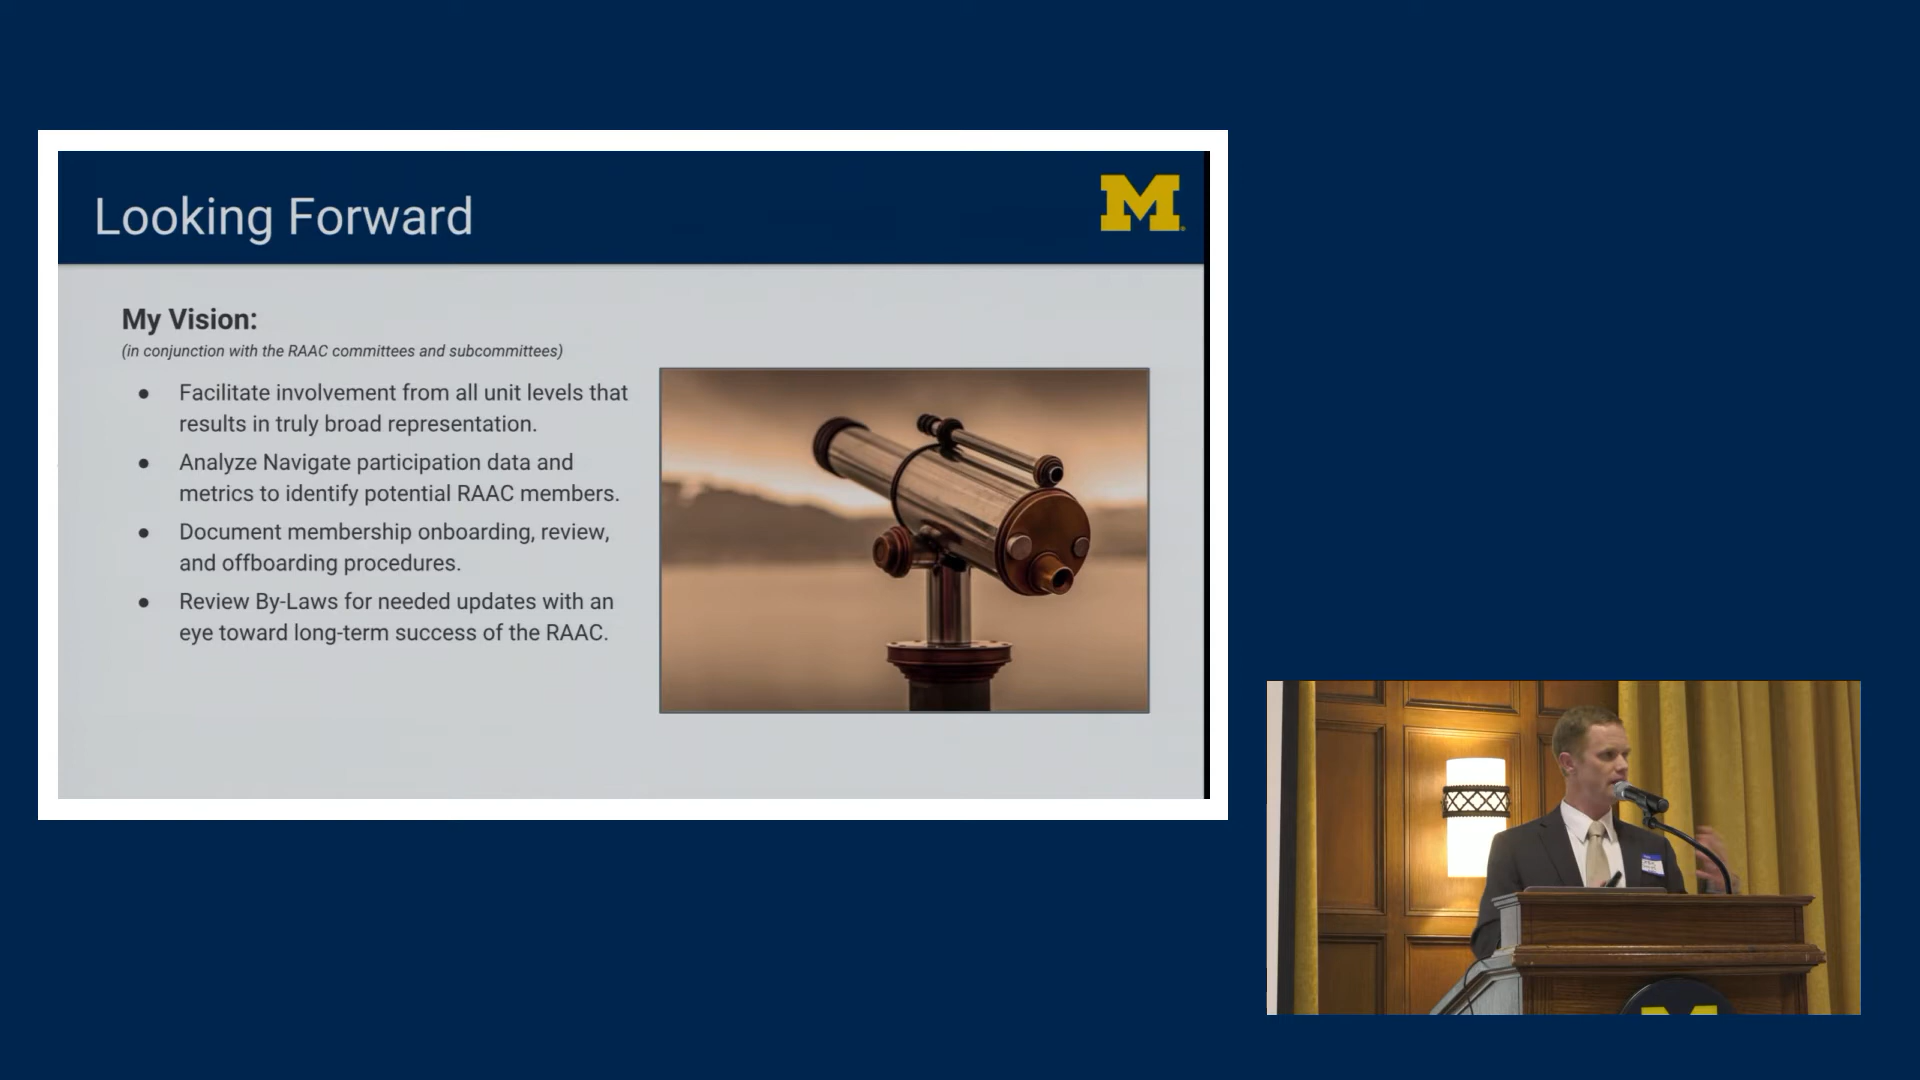 Looking Forward
M
My Vision:
(in conjunction with the RAAC committees and subcommittees)
● Facilitate involvement from all unit levels that
results in truly broad representation.
● Analyze Navigate participation data and
metrics to identify potential RAAC members.
● Document membership onboarding, review,
and offboarding procedures.
● Review By-Laws for needed updates with an
eye toward long-term success of the RAAC.
M